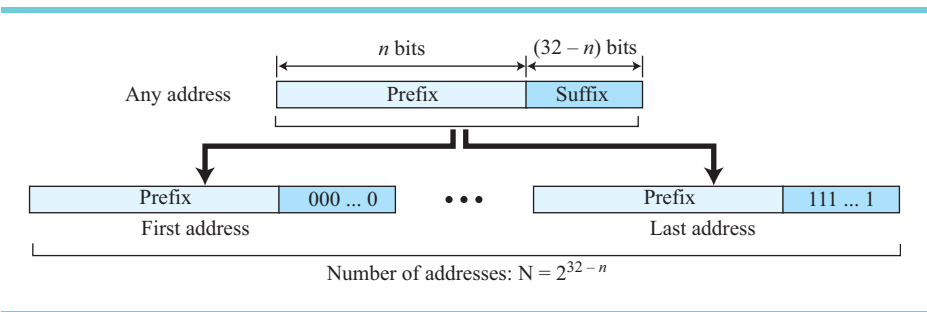 n bits (32 – n) bits
Any address Prefix Suffix
Prefix 000 ... 0 • • • Prefix 111 ... 1
First address Last address
Number of addresses: N = 2^{32 – n}